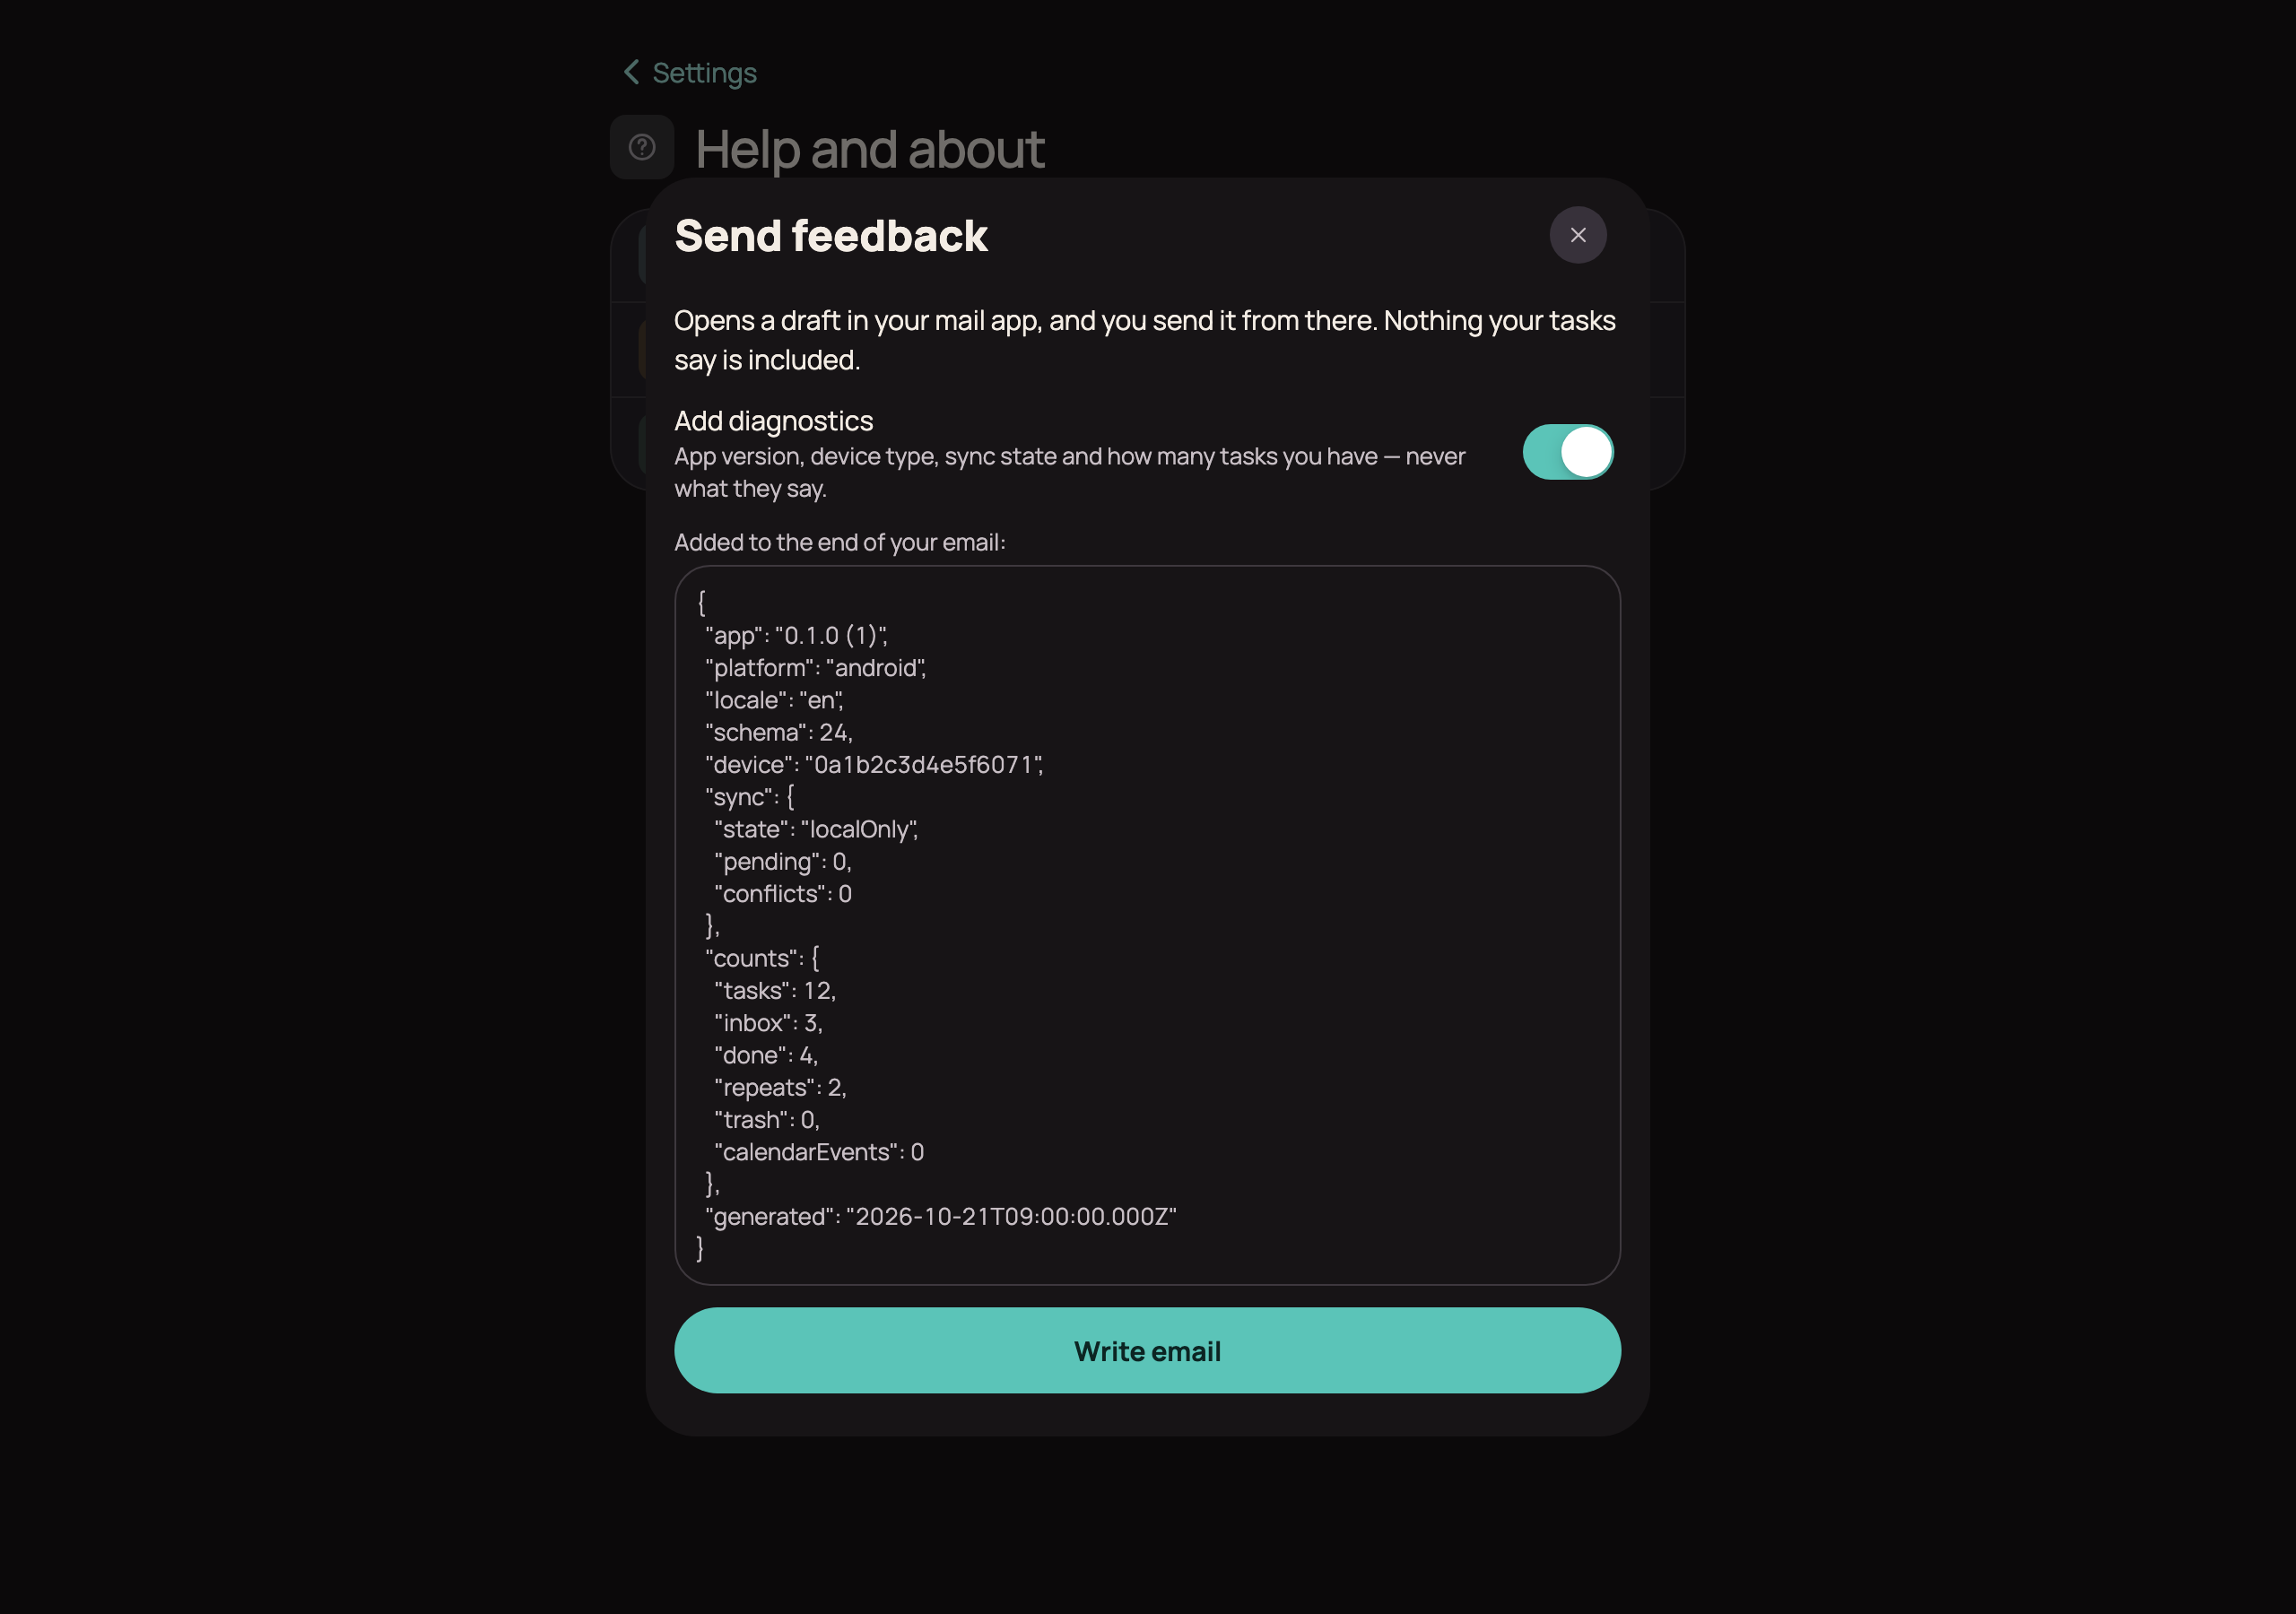 Settings
Help and about
Send feedback
Opens a draft in your mail app, and you send it from there. Nothing your tasks
say is included.
Add diagnostics
App version, device type, sync state and how many tasks you have — never
what they say.
Added to the end of your email:
{
"app": "0.1.0 (1)",
"platform": "android",
"locale": "en",
"schema": 24,
"device": "0a1b2c3d4e5f6071",
"sync": {
"state": "localOnly",
"pending": 0,
"conflicts": 0
},
"counts": {
"tasks": 12,
"inbox": 3,
"done": 4,
"repeats": 2,
"trash": 0,
"calendarEvents": 0
},
"generated": "2026-10-21T09:00:00.000Z"
}
Write email